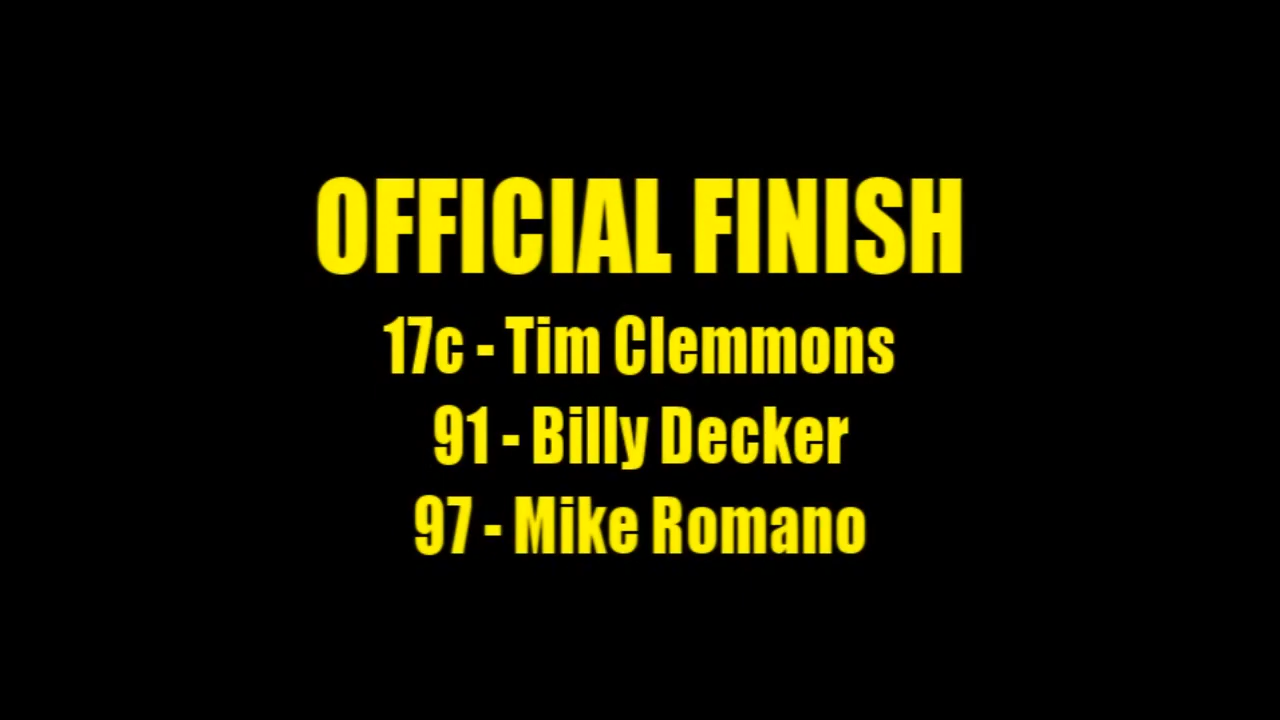 OFFICIAL FINISH
17c - Tim Clemmons
91 - Billy Decker
97 - Mike Romano